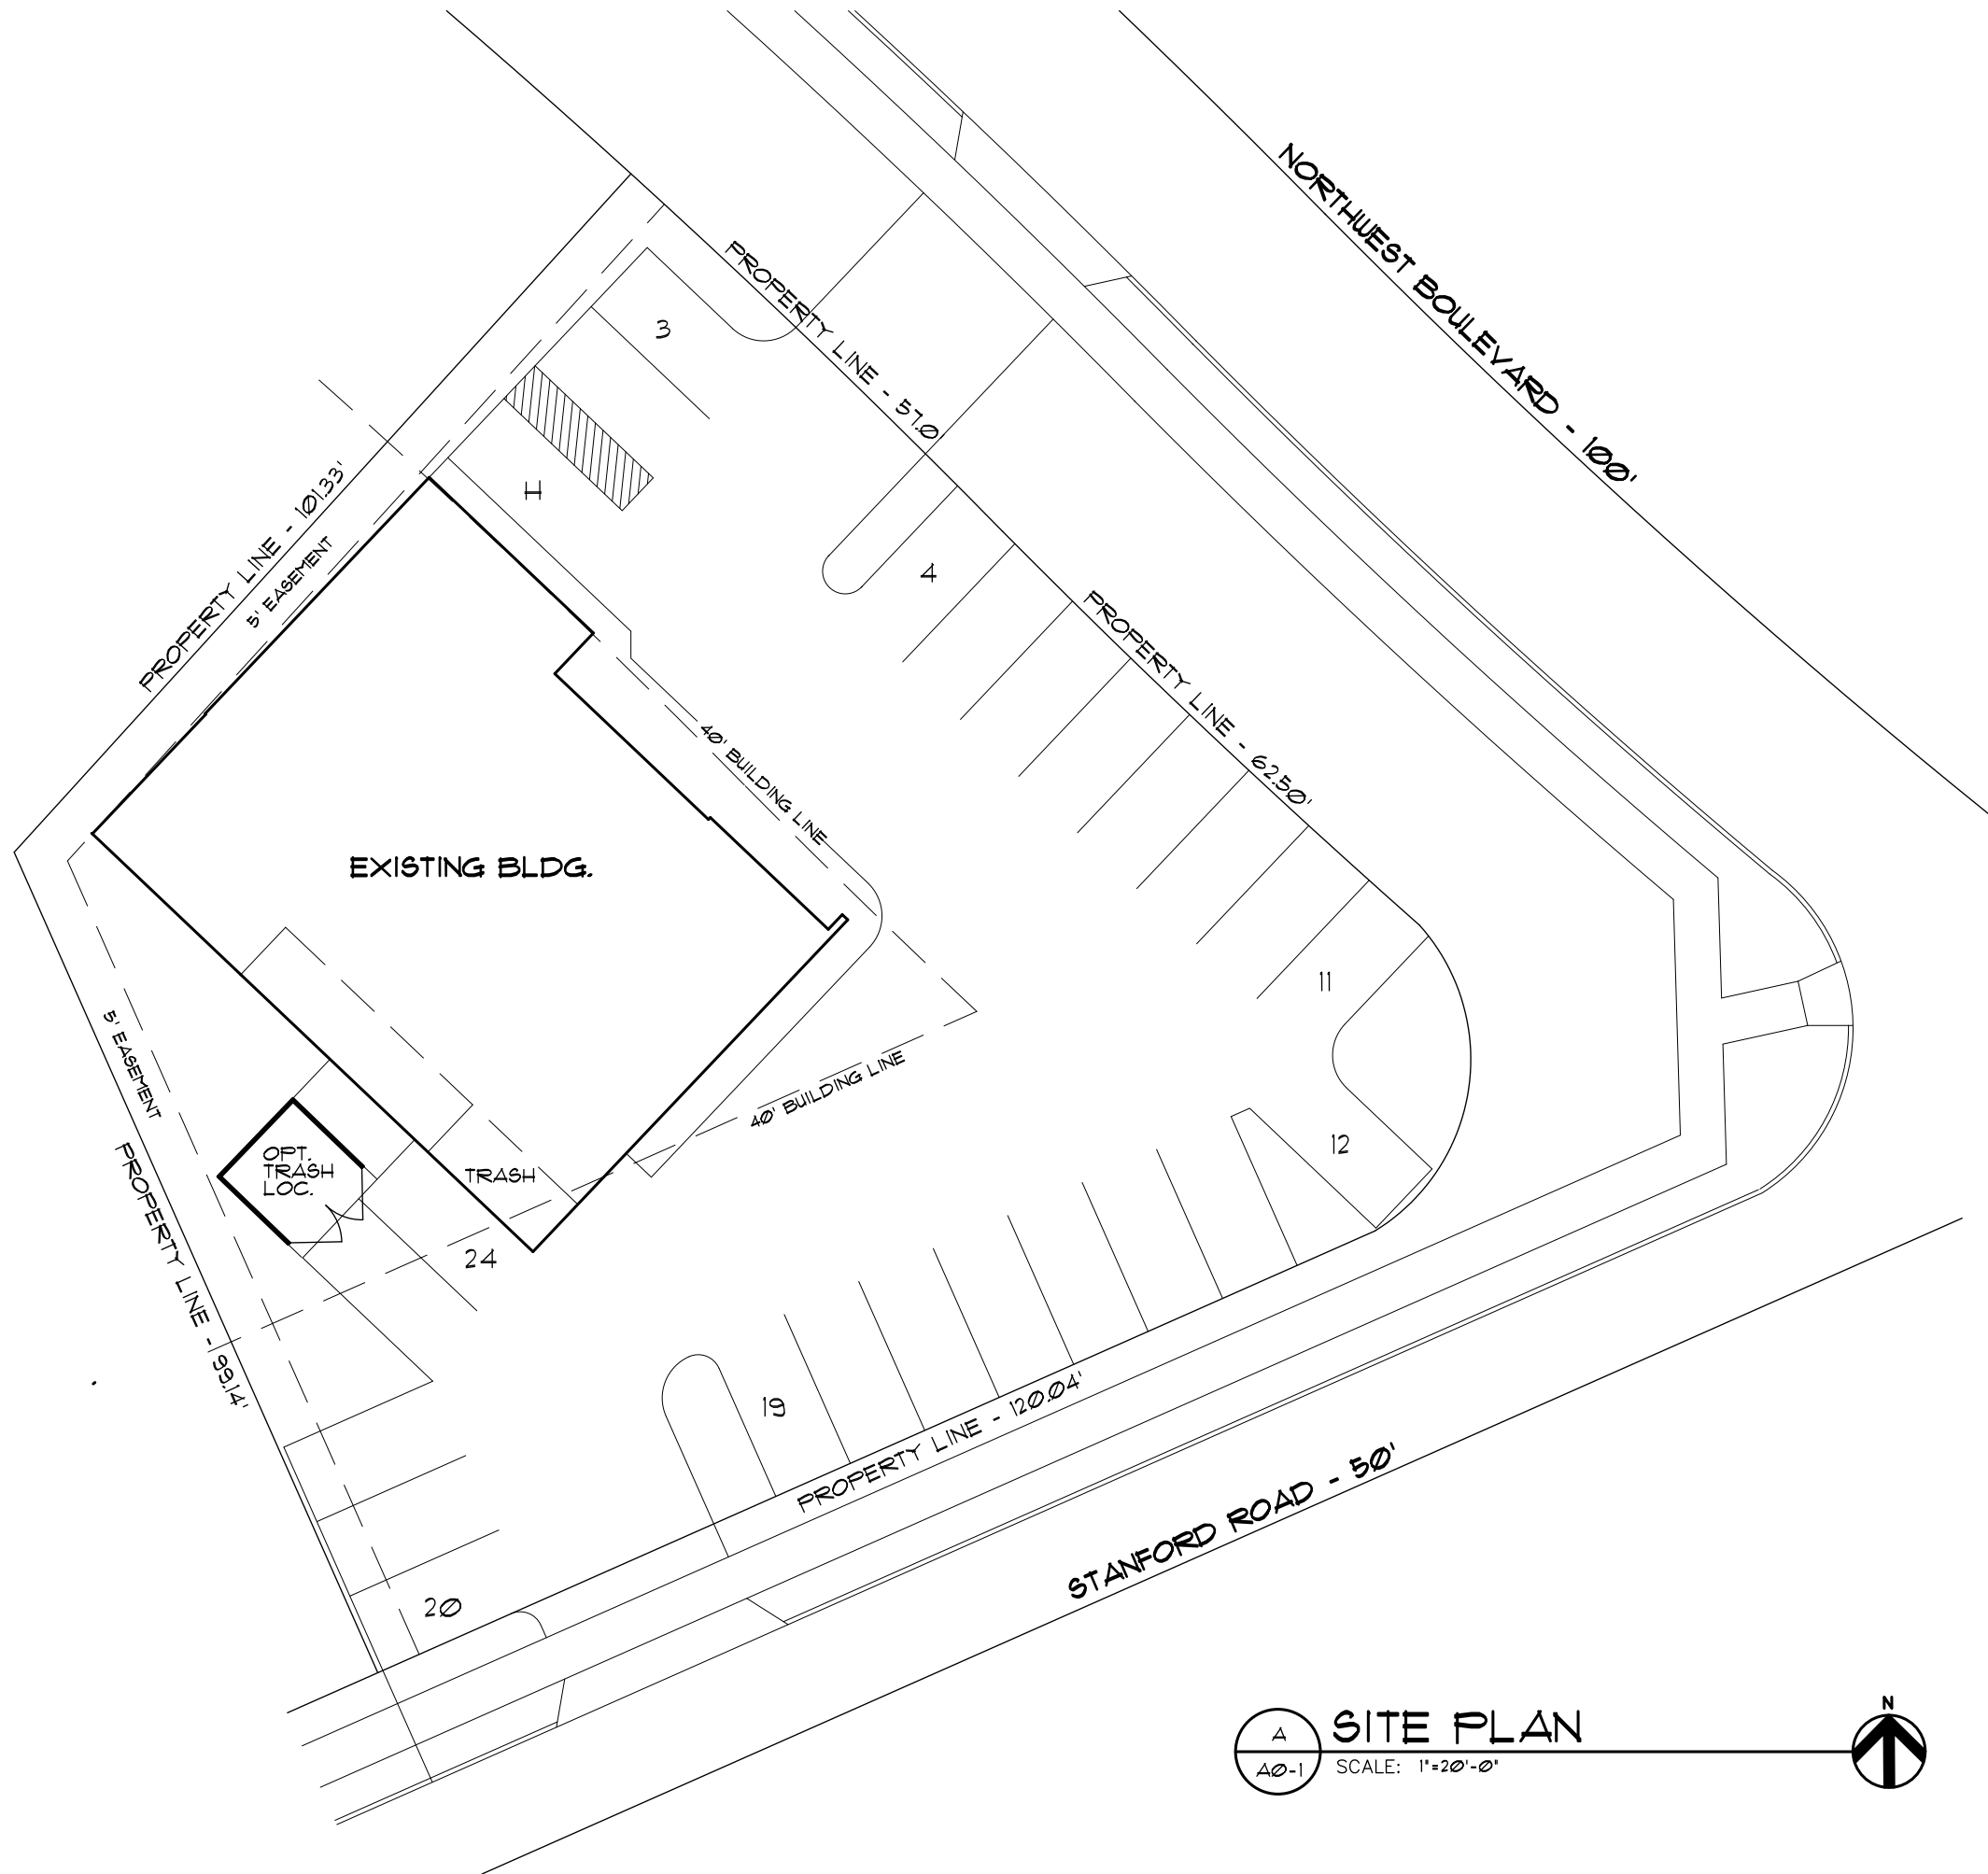 NORTHWEST BOULEVARD - 100'
PROPERTY LINE - 57.0
3
H
PROPERTY LINE - 101.33'
5' EASEMENT
4
PROPERTY LINE - 62.50'
40' BUILDING LINE
EXISTING BLDG.
11
5' EASEMENT
40' BUILDING LINE
12
OPT.
TRASH
LOC.
TRASH
24
PROPERTY LINE - 99.14'
19
PROPERTY LINE - 120.04'
STANFORD ROAD - 50'
20
A
A0-1
SITE PLAN
SCALE: 1"=20'-0"
N